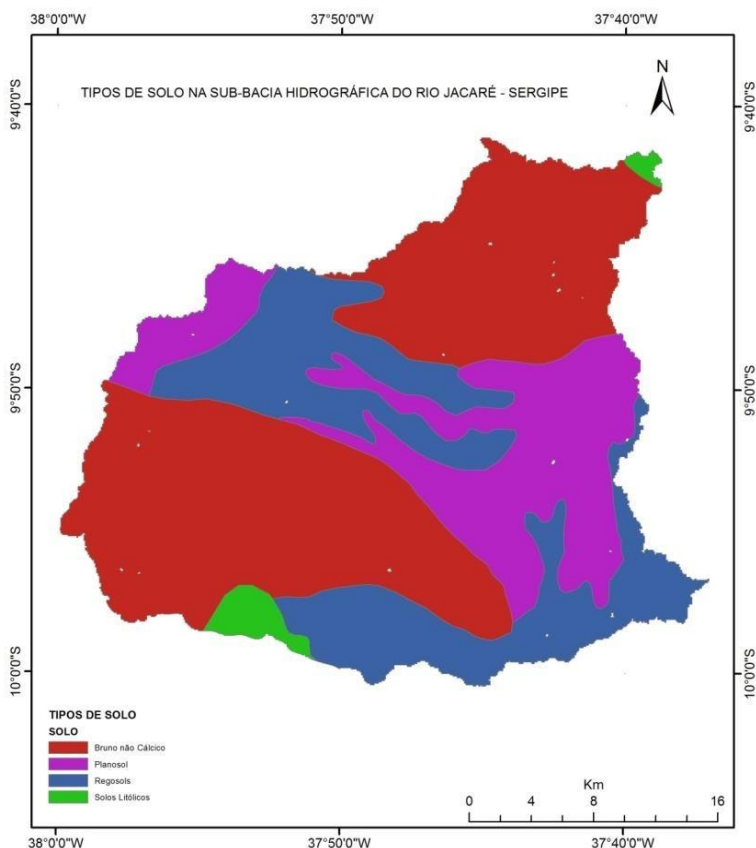 38°0'0"W 37°50'0"W 37°40'0"W
N
TIPOS DE SOLO NA SUB-BACIA HIDROGRÁFICA DO RIO JACARÉ - SERGIPE
9°40'0"S 9°40'0"S
9°50'0"S 9°50'0"S
10°0'0"S 10°0'0"S
TIPOS DE SOLO
SOLO
Bruno não Cálcico
Planosol
Regosols
Solos Litólicos
Km
0 4 8 16
38°0'0"W 37°50'0"W 37°40'0"W